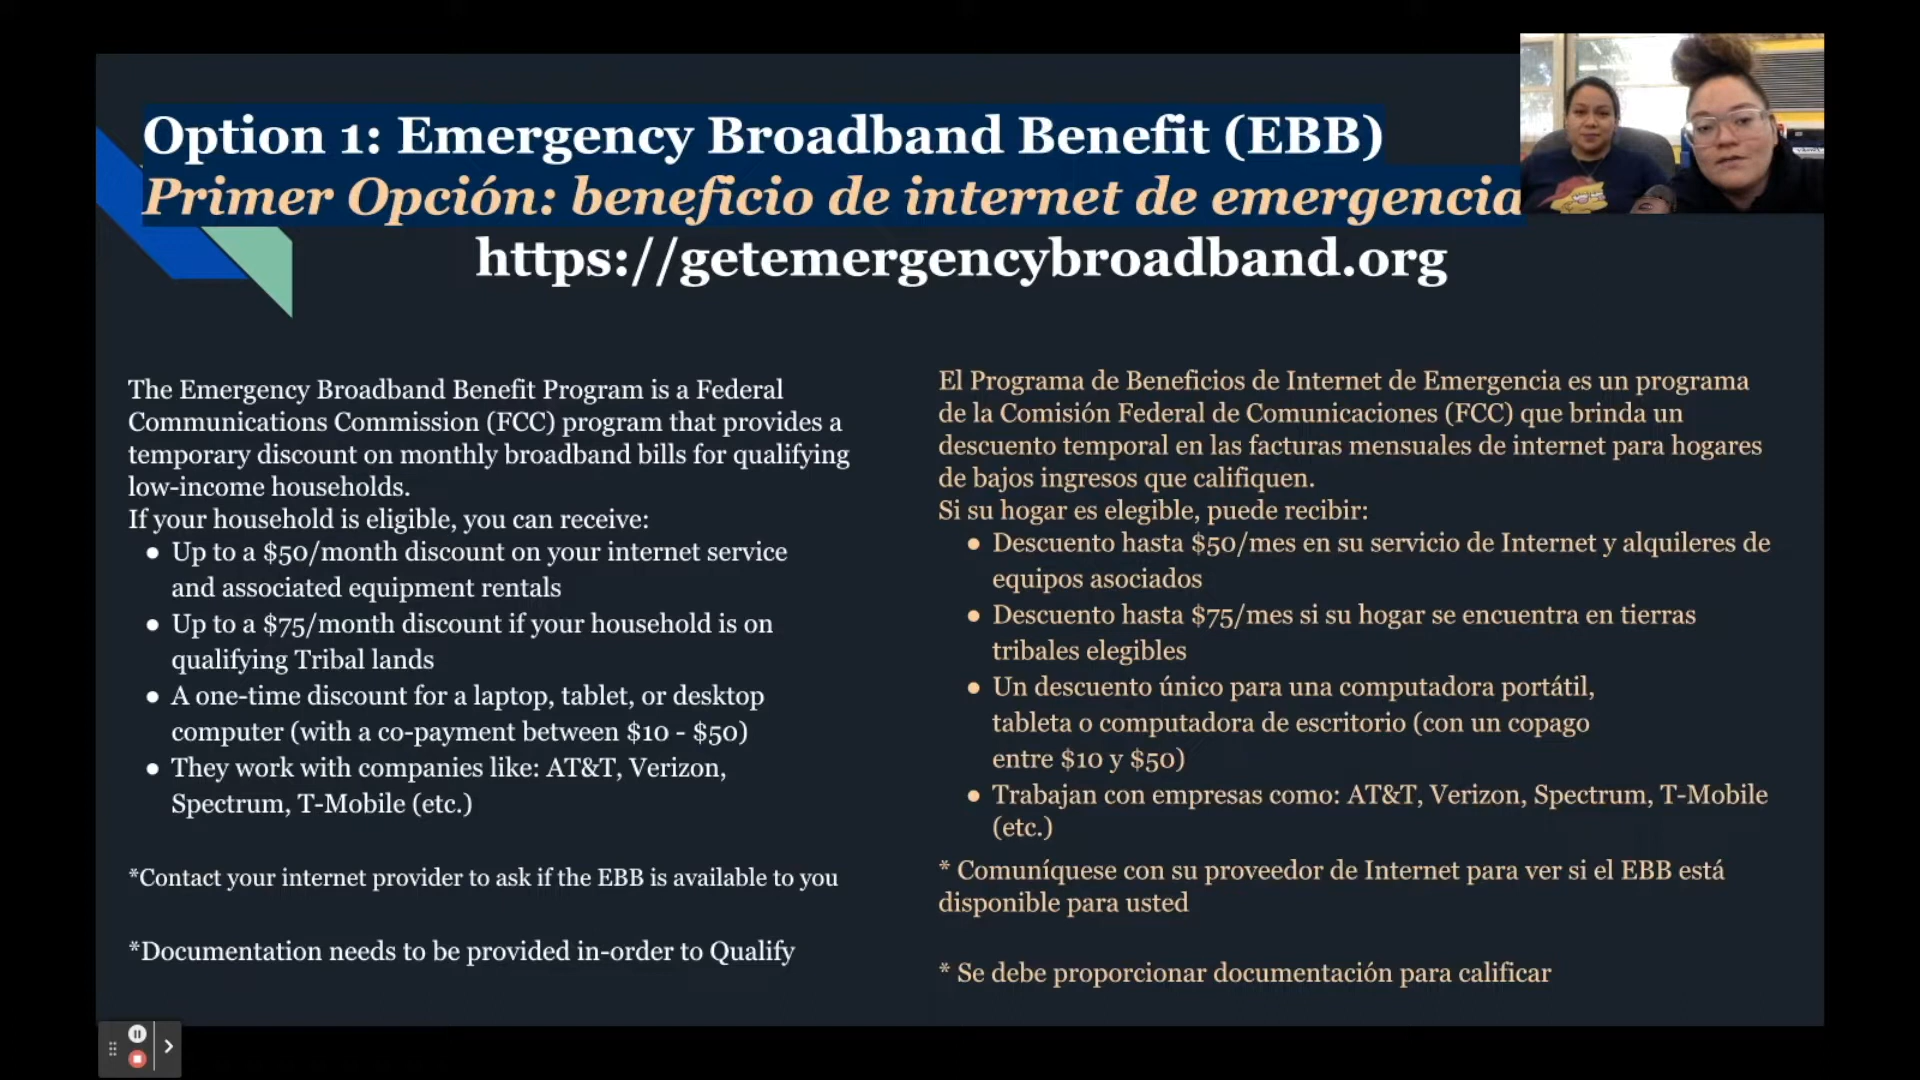 Option 1: Emergency Broadband Benefit (EBB)
Primer Opción: beneficio de internet de emergencia
https://getemergencybroadband.org
The Emergency Broadband Benefit Program is a Federal
Communications Commission (FCC) program that provides a
temporary discount on monthly broadband bills for qualifying
low-income households.
If your household is eligible, you can receive:
● Up to a $50/month discount on your internet service
and associated equipment rentals
● Up to a $75/month discount if your household is on
qualifying Tribal lands
● A one-time discount for a laptop, tablet, or desktop
computer (with a co-payment between $10 - $50)
● They work with companies like: AT&T, Verizon,
Spectrum, T-Mobile (etc.)
*Contact your internet provider to ask if the EBB is available to you
*Documentation needs to be provided in-order to Qualify
El Programa de Beneficios de Internet de Emergencia es un programa
de la Comisión Federal de Comunicaciones (FCC) que brinda un
descuento temporal en las facturas mensuales de internet para hogares
de bajos ingresos que califiquen.
Si su hogar es elegible, puede recibir:
● Descuento hasta $50/mes en su servicio de Internet y alquileres de
equipos asociados
● Descuento hasta $75/mes si su hogar se encuentra en tierras
tribales elegibles
● Un descuento único para una computadora portátil,
tableta o computadora de escritorio (con un copago
entre $10 y $50)
● Trabajan con empresas como: AT&T, Verizon, Spectrum, T-Mobile
(etc.)
* Comuníquese con su proveedor de Internet para ver si el EBB está
disponible para usted
* Se debe proporcionar documentación para calificar